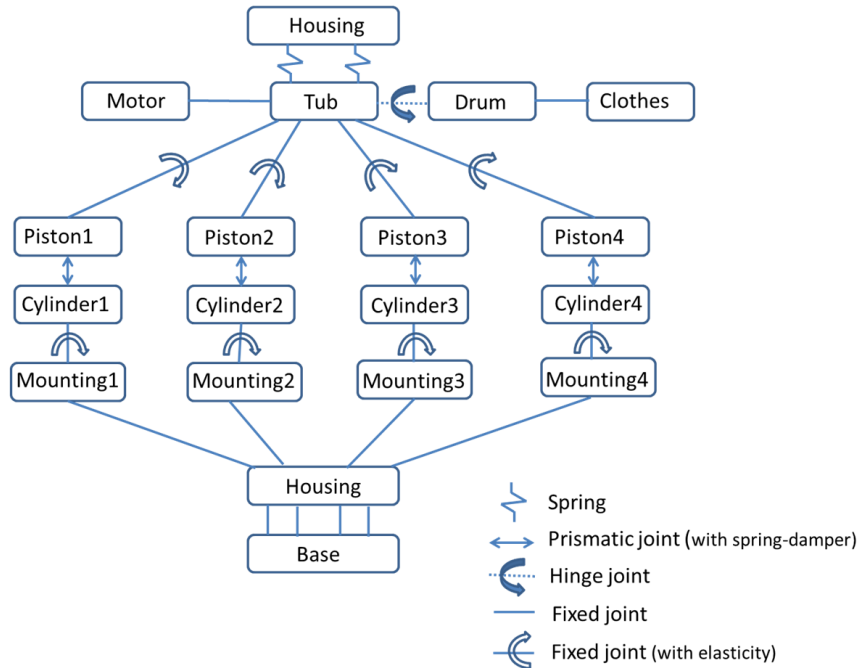 Housing
Motor
Tub
Drum
Clothes
Piston1
Piston2
Piston3
Piston4
Cylinder1
Cylinder2
Cylinder3
Cylinder4
Mounting1
Mounting2
Mounting3
Mounting4
Housing
Base
Spring
Prismatic joint (with spring-damper)
Hinge joint
Fixed joint
Fixed joint (with elasticity)